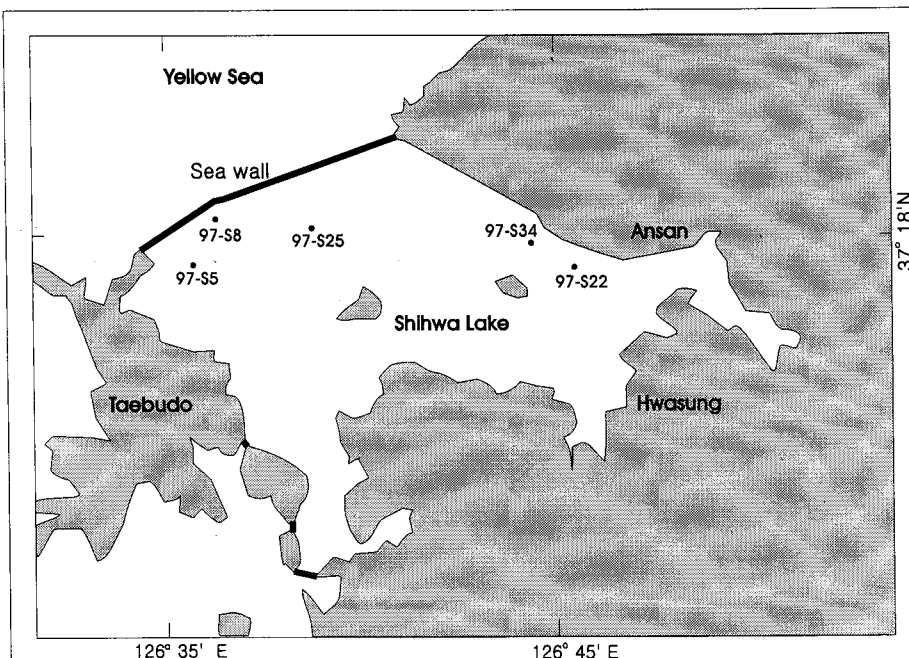 Yellow Sea
Sea wall
97-S8
97-S25
97-S34
Ansan
37° 18'N
97-S5
97-S22
Shihwa Lake
Taebudo
Hwasung
126° 35' E
126° 45' E